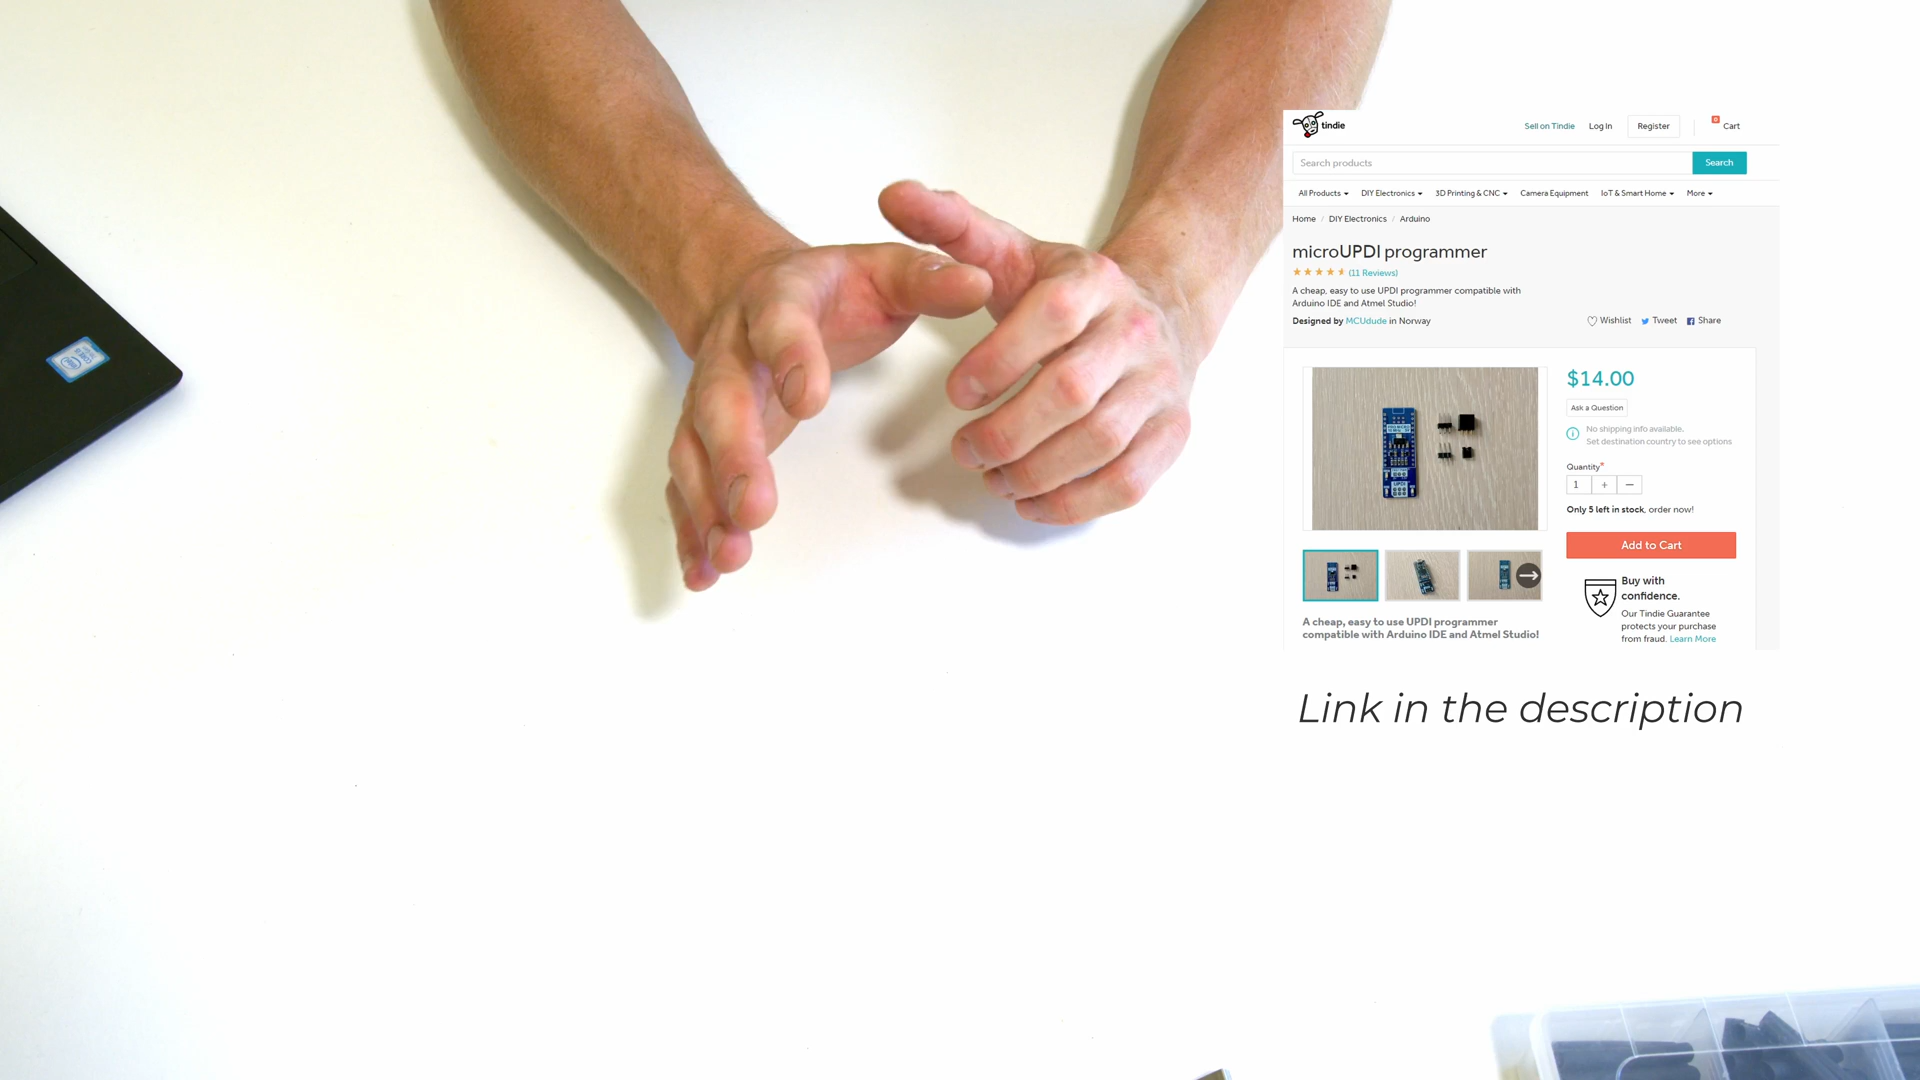 tindie
Sell on Tindie
Log In
Register
0
Cart
Search products
Search
All Products
DIY Electronics
3D Printing & CNC
Camera Equipment
IoT & Smart Home
More
Home / DIY Electronics / Arduino
microUPDI programmer
(11 Reviews)
A cheap, easy to use UPDI programmer compatible with
Arduino IDE and Atmel Studio!
Designed by MCUdude in Norway
Wishlist
Tweet
Share
$14.00
Ask a Question
No shipping info available.
Set destination country to see options
Quantity*
1 + −
Only 5 left in stock, order now!
Add to Cart
Buy with
confidence.
Our Tindie Guarantee
protects your purchase
from fraud. Learn More
A cheap, easy to use UPDI programmer
compatible with Arduino IDE and Atmel Studio!
Link in the description